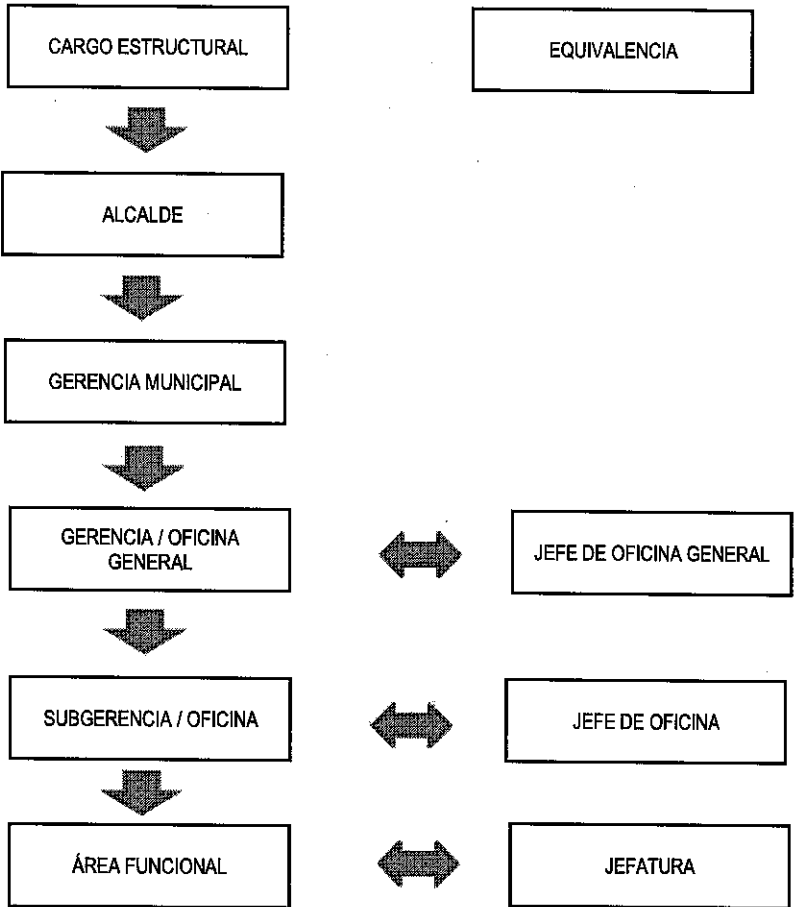 CARGO ESTRUCTURAL
EQUIVALENCIA
ALCALDE
GERENCIA MUNICIPAL
GERENCIA / OFICINA
GENERAL
JEFE DE OFICINA GENERAL
SUBGERENCIA / OFICINA
JEFE DE OFICINA
ÁREA FUNCIONAL
JEFATURA